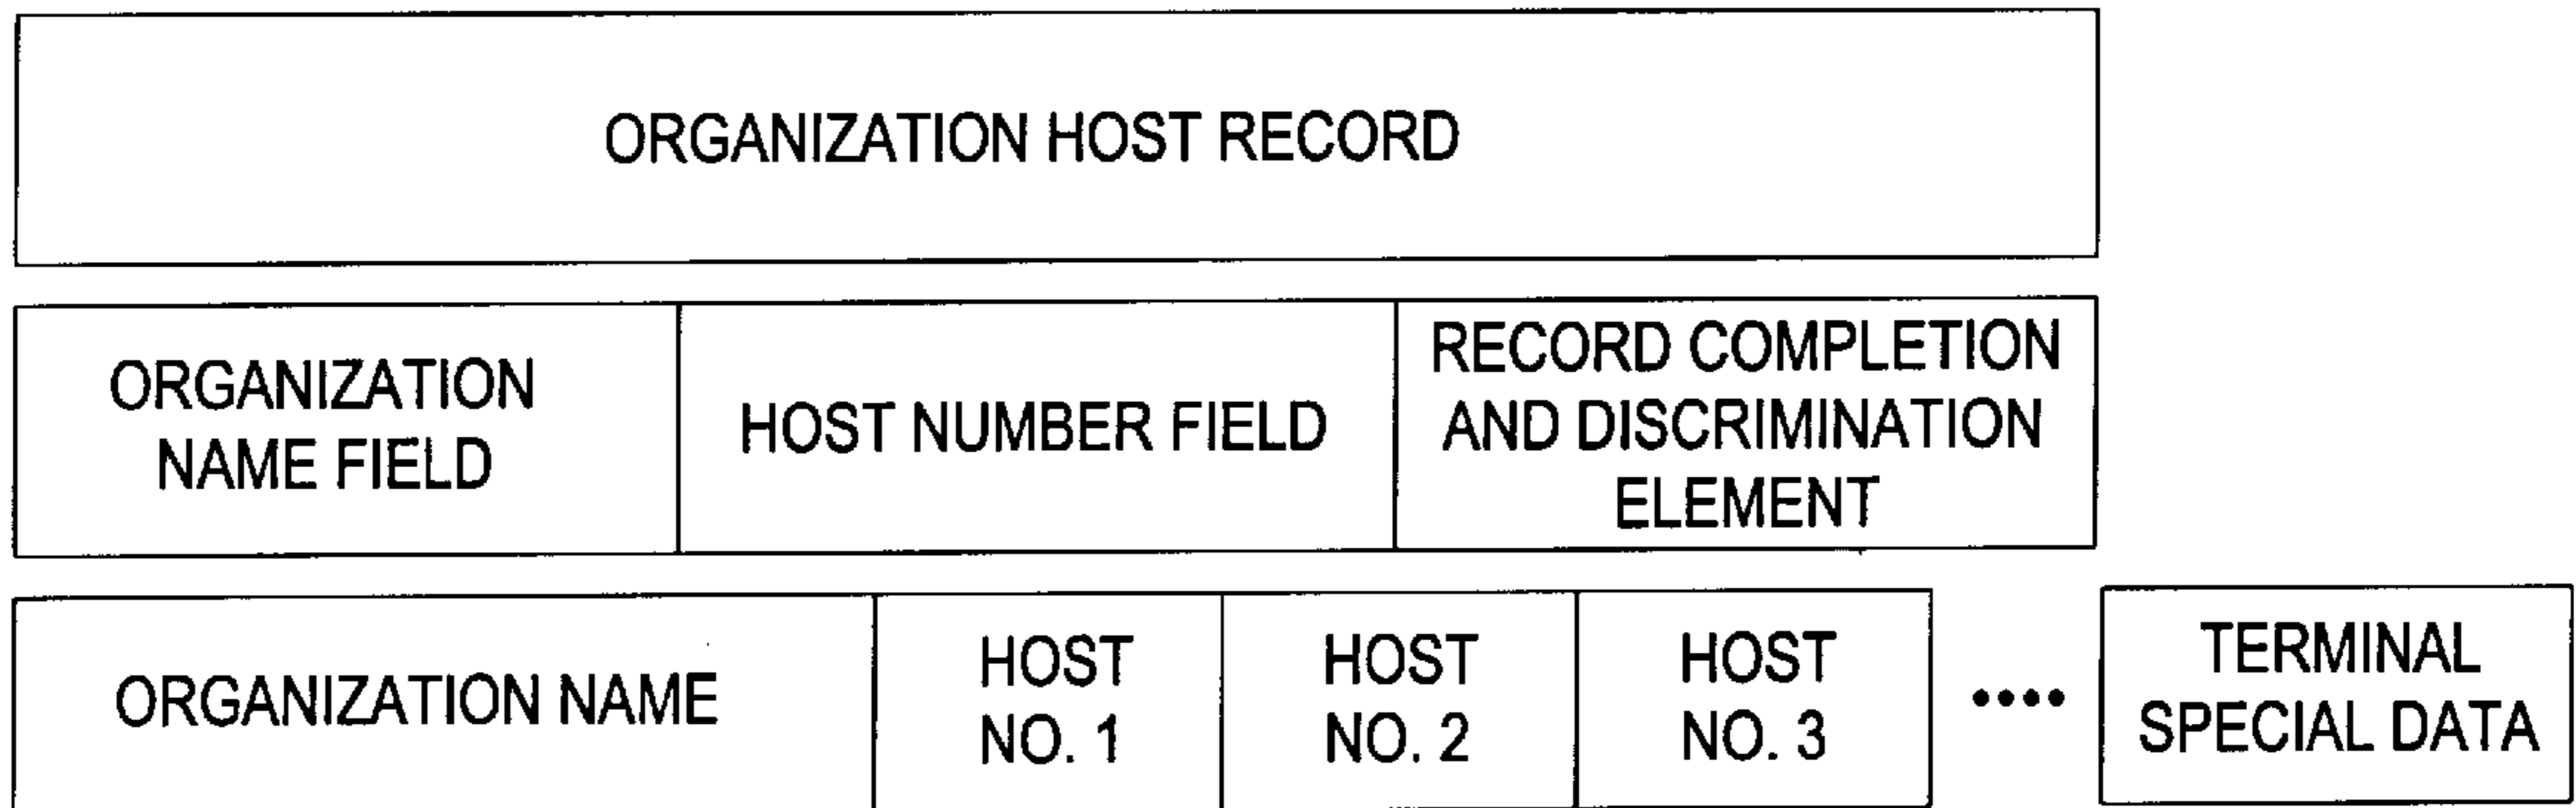 ORGANIZATION HOST RECORD
ORGANIZATION
NAME FIELD
HOST NUMBER FIELD
RECORD COMPLETION
AND DISCRIMINATION
ELEMENT
ORGANIZATION NAME
HOST
NO. 1
HOST
NO. 2
HOST
NO. 3
••••
TERMINAL
SPECIAL DATA